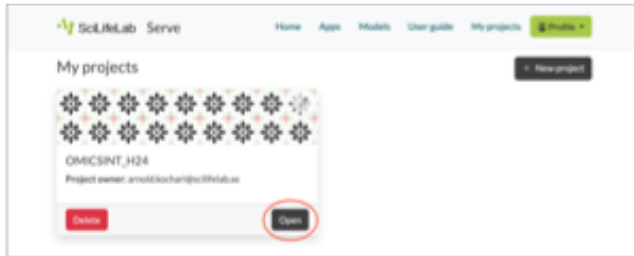 SciLifeLab Serve
Home Apps Models User guide My projects Profile
My projects
+ New project
OMICSINT_H24
Project owner: arnold.kochari@scilifelab.se
Delete
Open